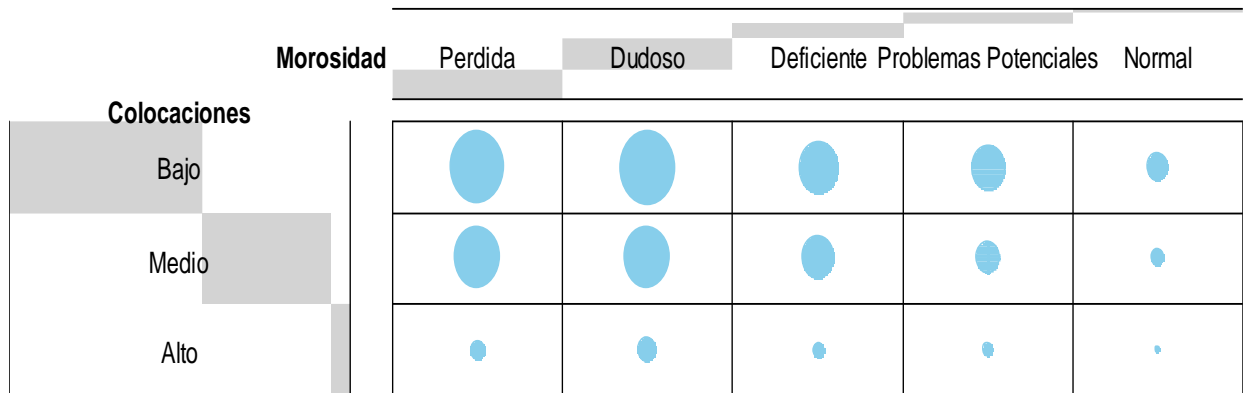 Morosidad Perdida Dudoso Deficiente Problemas Potenciales Normal
Colocaciones
Bajo
Medio
Alto